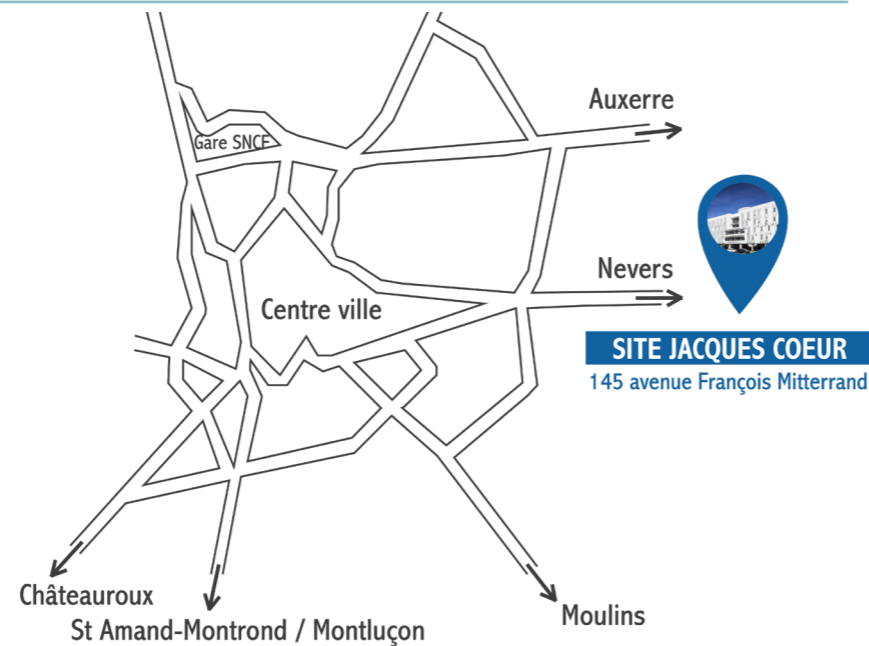 Auxerre
Gare SNCF
Nevers
Centre ville
SITE JACQUES COEUR
145 avenue François Mitterrand
Châteauroux
St Amand-Montrond / Montluçon
Moulins